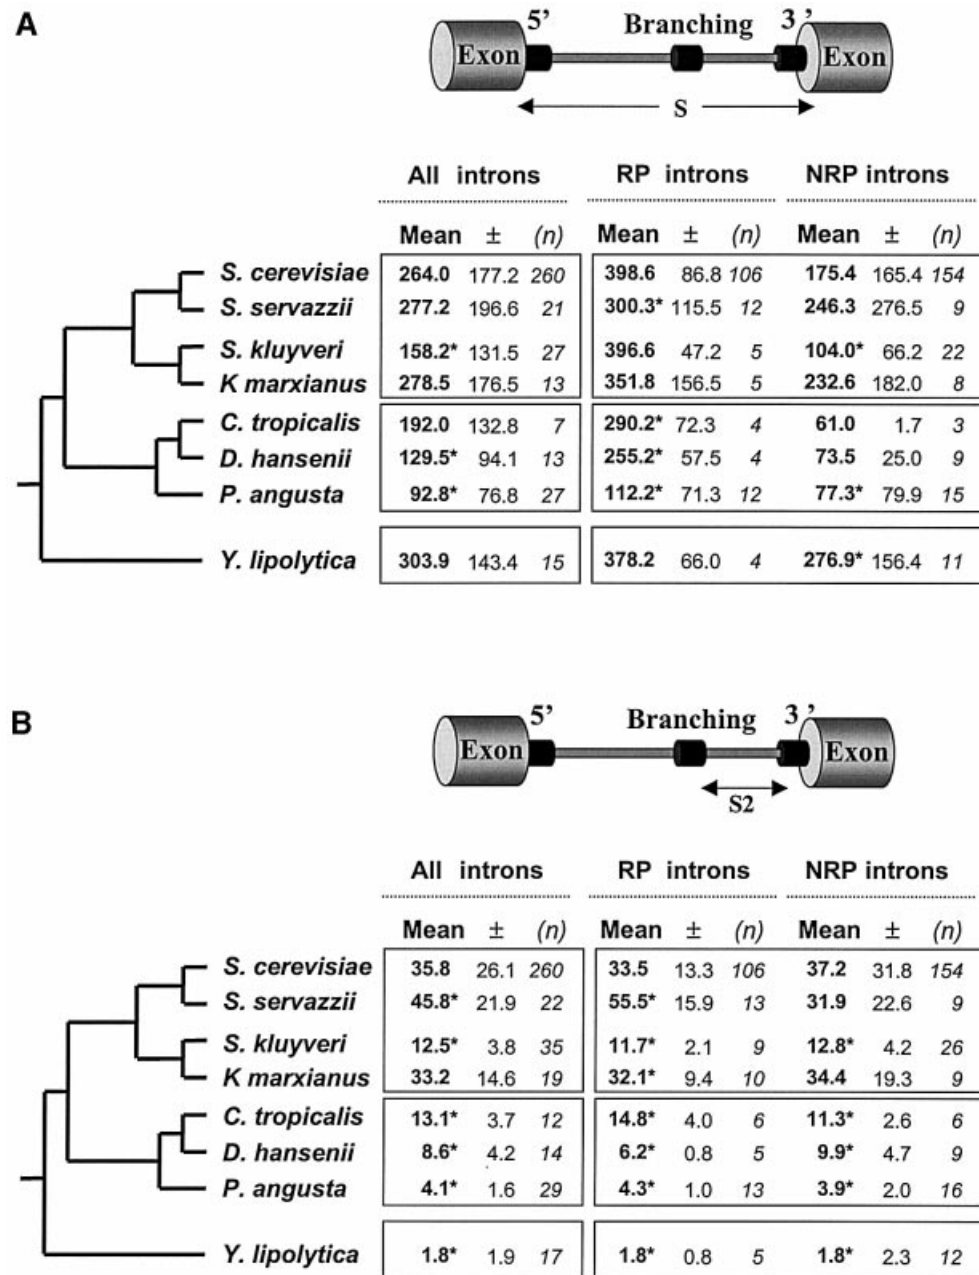 A
5’ Branching 3 ’
Exon Exon
S
All introns RP introns NRP introns
Mean ± (n) Mean ± (n) Mean ± (n)
S. cerevisiae 264.0 177.2 260 398.6 86.8 106 175.4 165.4 154
S. servazzii 277.2 196.6 21 300.3* 115.5 12 246.3 276.5 9
S. kluyveri 158.2* 131.5 27 396.6 47.2 5 104.0* 66.2 22
K marxianus 278.5 176.5 13 351.8 156.5 5 232.6 182.0 8
C. tropicalis 192.0 132.8 7 290.2* 72.3 4 61.0 1.7 3
D. hansenii 129.5* 94.1 13 255.2* 57.5 4 73.5 25.0 9
P. angusta 92.8* 76.8 27 112.2* 71.3 12 77.3* 79.9 15
Y. lipolytica 303.9 143.4 15 378.2 66.0 4 276.9* 156.4 11
B
5’ Branching 3 ’
Exon Exon
S2
All introns RP introns NRP introns
Mean ± (n) Mean ± (n) Mean ± (n)
S. cerevisiae 35.8 26.1 260 33.5 13.3 106 37.2 31.8 154
S. servazzii 45.8* 21.9 22 55.5* 15.9 13 31.9 22.6 9
S. kluyveri 12.5* 3.8 35 11.7* 2.1 9 12.8* 4.2 26
K marxianus 33.2 14.6 19 32.1* 9.4 10 34.4 19.3 9
C. tropicalis 13.1* 3.7 12 14.8* 4.0 6 11.3* 2.6 6
D. hansenii 8.6* 4.2 14 6.2* 0.8 5 9.9* 4.7 9
P. angusta 4.1* 1.6 29 4.3* 1.0 13 3.9* 2.0 16
Y. lipolytica 1.8* 1.9 17 1.8* 0.8 5 1.8* 2.3 12